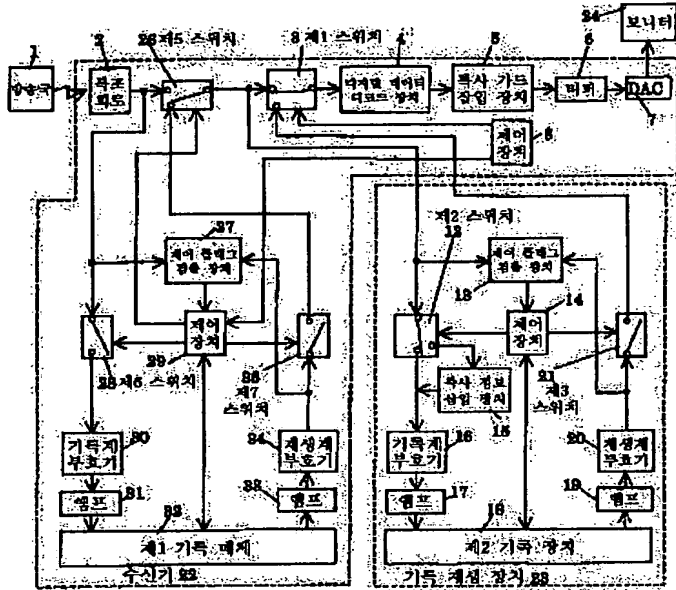 1
방송국
2
복조
회로
26 제5 스위치
3 제1 스위치
4
디지털 데이터
디코드 장치
5
복사 가드
삽입 장치
6
버퍼
DAC
7
24
모니터
8
제어
장치
27
제어 플래그
검출 장치
제어
장치
29
28 제6 스위치
35
제7
스위치
기록계
부호기
30
앰프
31
32
제1 기록 매체
재생계
부호기
34
앰프
33
수신기 22
제2 스위치
12
제어 플래그
검출 장치
13
14
제어
장치
복사 정보
삽입 장치
15
21
제3
스위치
기록계
부호기
16
앰프
17
18
제2 기록 장치
재생계
부호기
20
앰프
19
기록 재생 장치 23